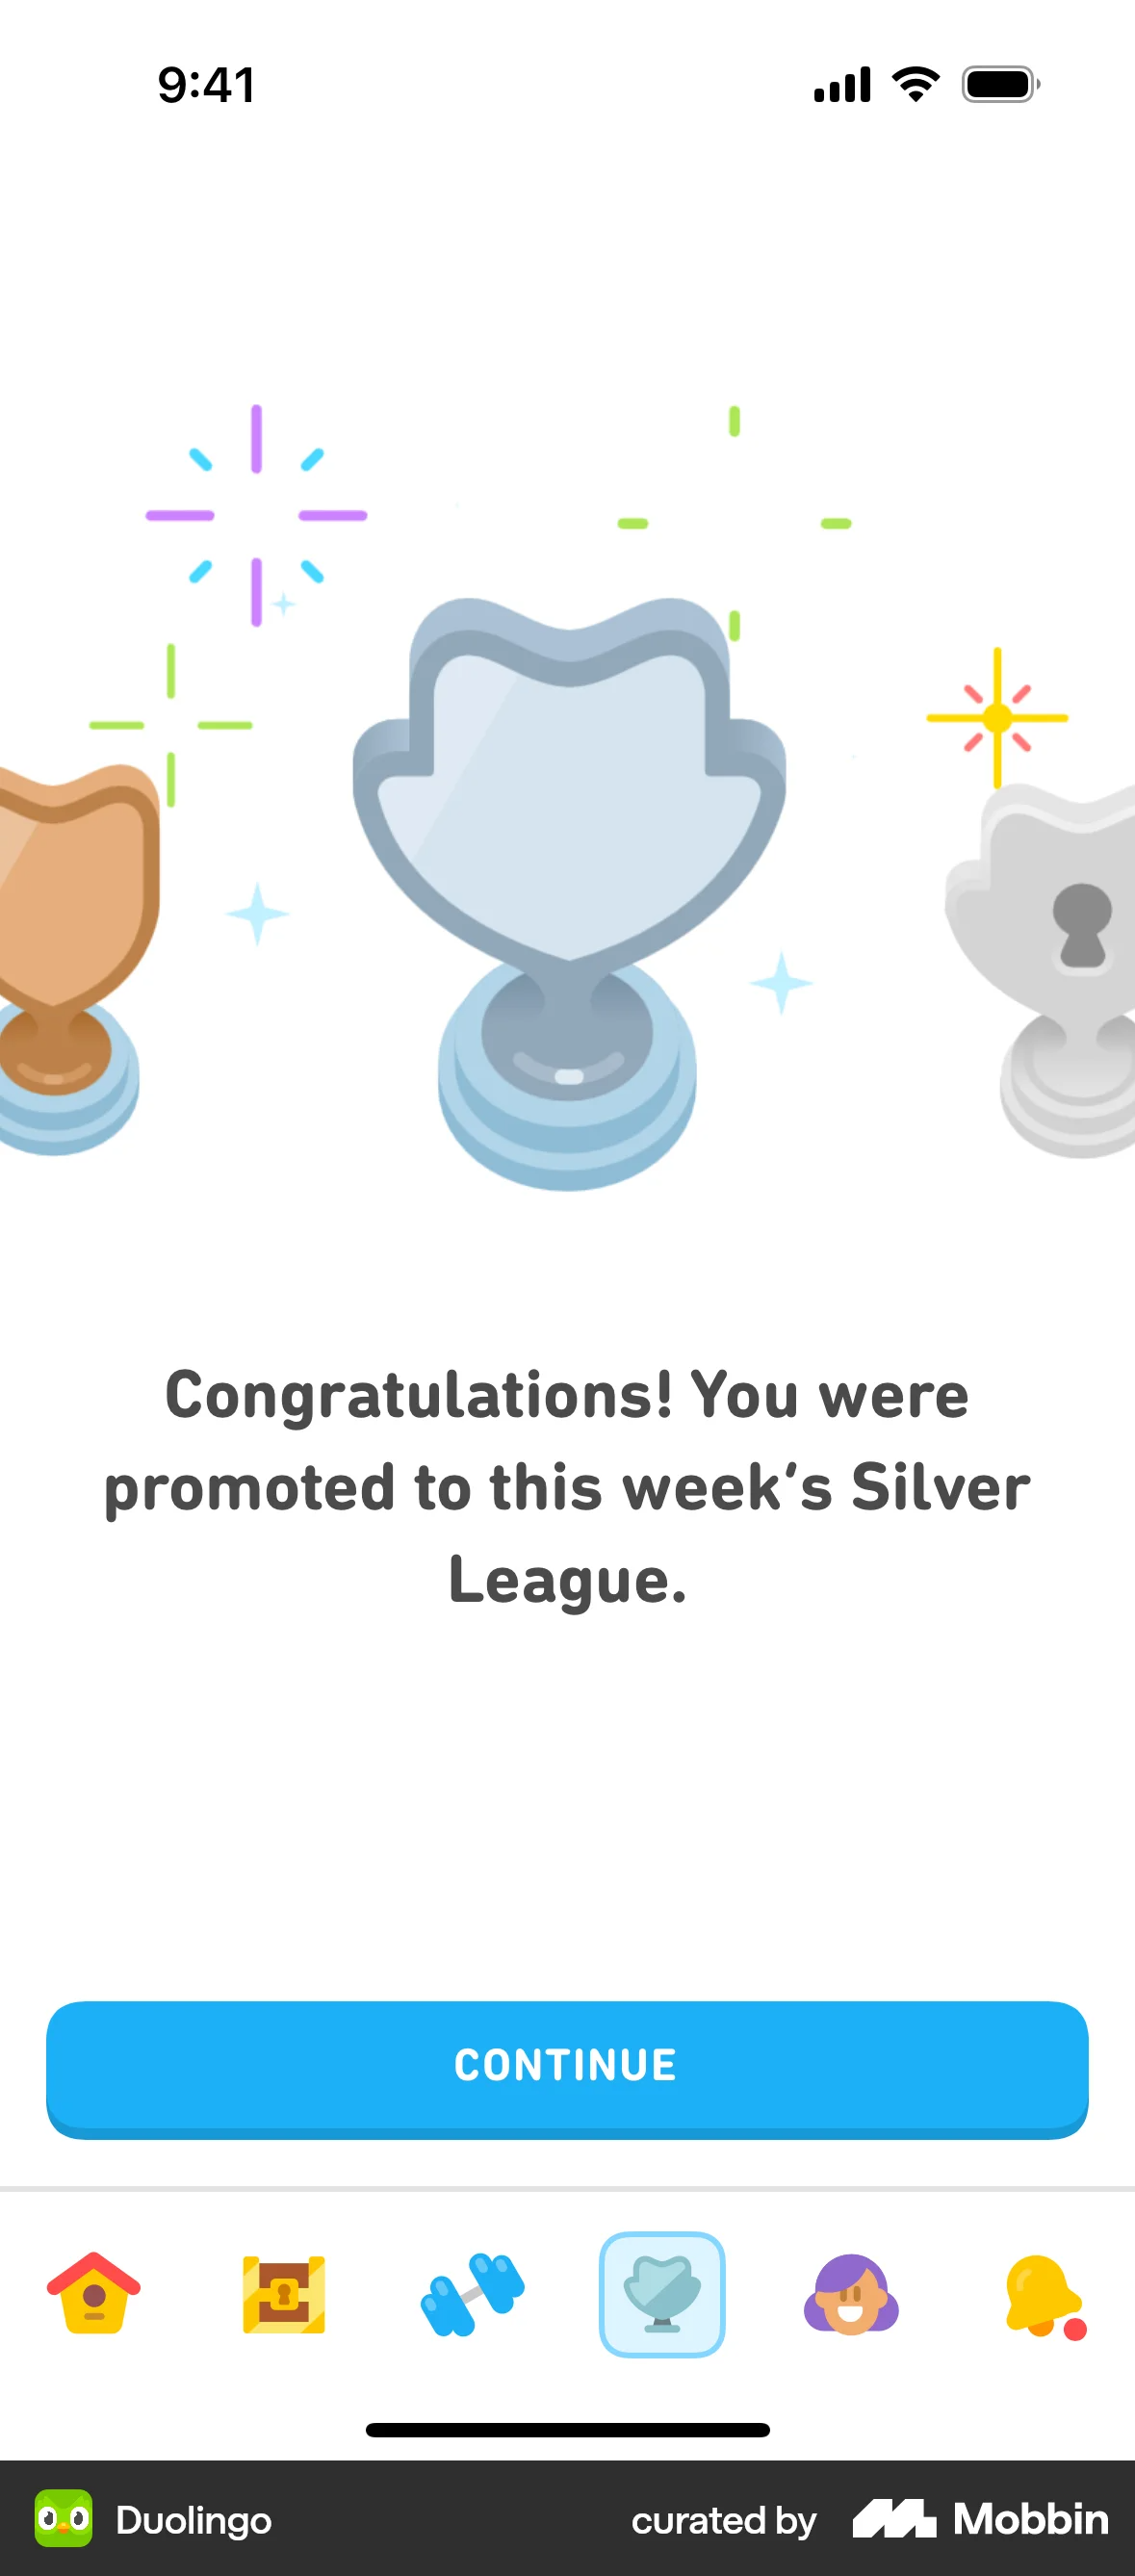 9:41
Congratulations! You were
promoted to this week’s Silver
League.
CONTINUE
Duolingo
curated by Mobbin